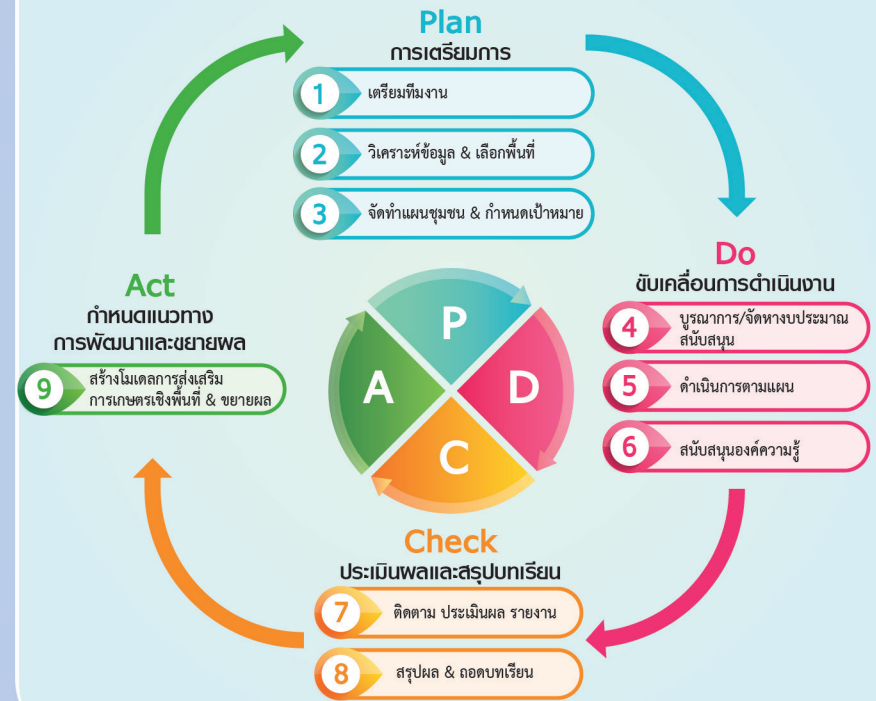 Plan
การเตรียมการ
1
เตรียมทีมงาน
2
วิเคราะห์ข้อมูล & เลือกพื้นที่
3
จัดทำแผนชุมชน & กำหนดเป้าหมาย
Do
ขับเคลื่อนการดำเนินงาน
4
บูรณาการ/จัดหางบประมาณ
สนับสนุน
5
ดำเนินการตามแผน
6
สนับสนุนองค์ความรู้
Check
ประเมินผลและสรุปบทเรียน
7
ติดตาม ประเมินผล รายงาน
8
สรุปผล & ถอดบทเรียน
Act
กำหนดแนวทาง
การพัฒนาและขยายผล
9
สร้างโมเดลการส่งเสริม
การเกษตรเชิงพื้นที่ & ขยายผล
P
D
C
A